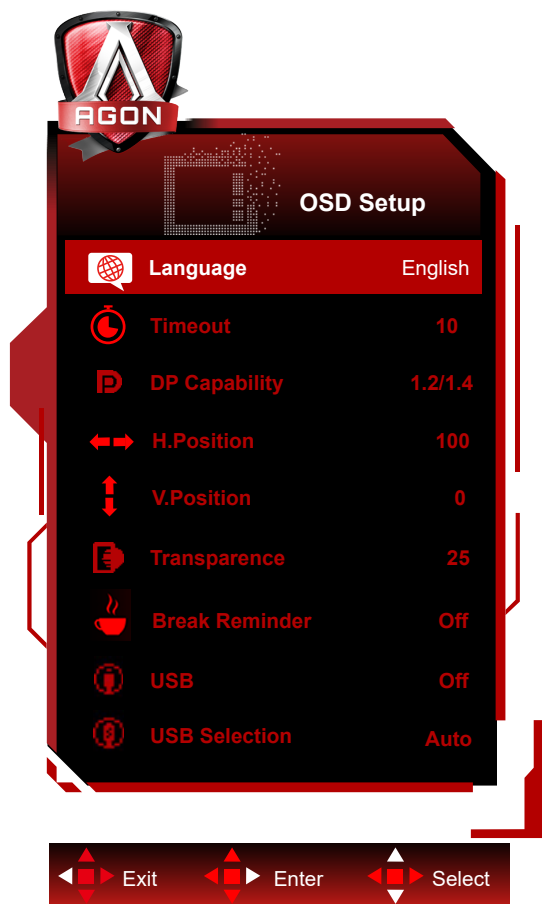 AGON
OSD Setup
Language English
Timeout 10
DP Capability 1.2/1.4
H.Position 100
V.Position 0
Transparence 25
Break Reminder Off
USB Off
USB Selection Auto
Exit Enter Select